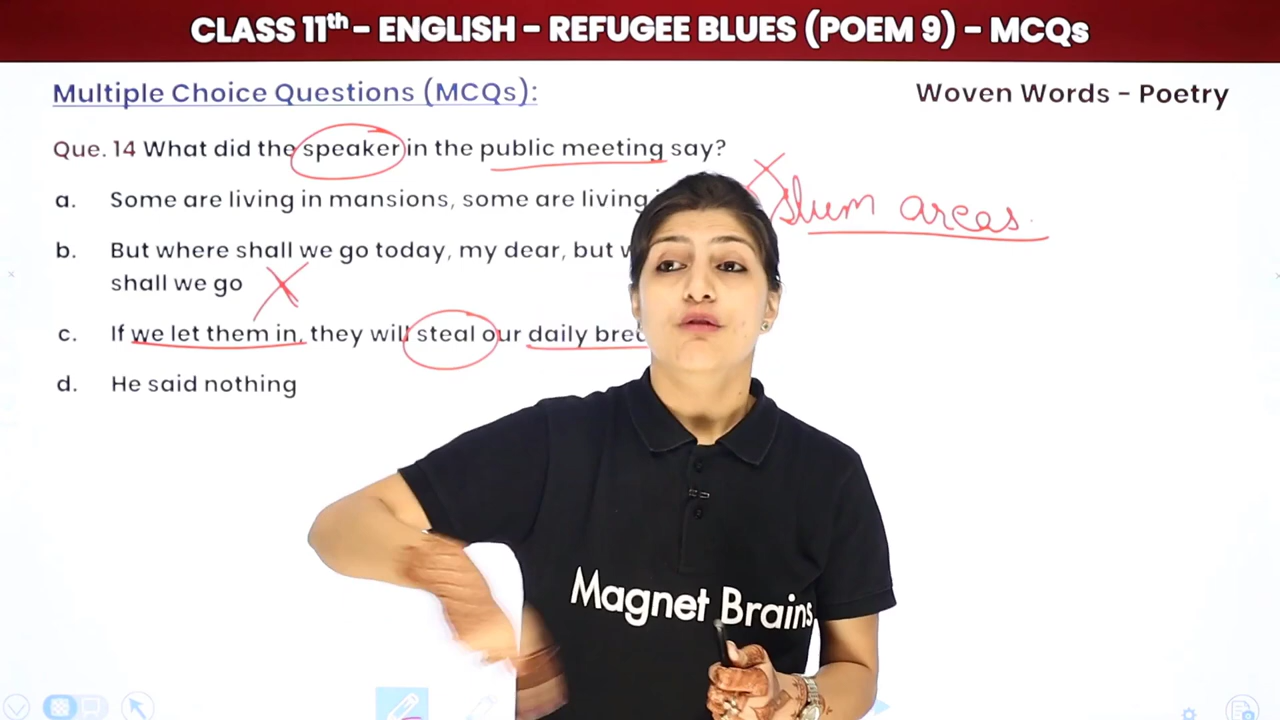 CLASS 11th - ENGLISH - REFUGEE BLUES (POEM 9) - MCQs
Multiple Choice Questions (MCQs):
Woven Words - Poetry
Que. 14 What did the speaker in the public meeting say?
a. Some are living in mansions, some are living
slum areas.
b. But where shall we go today, my dear, but
shall we go
c. If we let them in, they will steal our daily
d. He said nothing
Magnet Brains